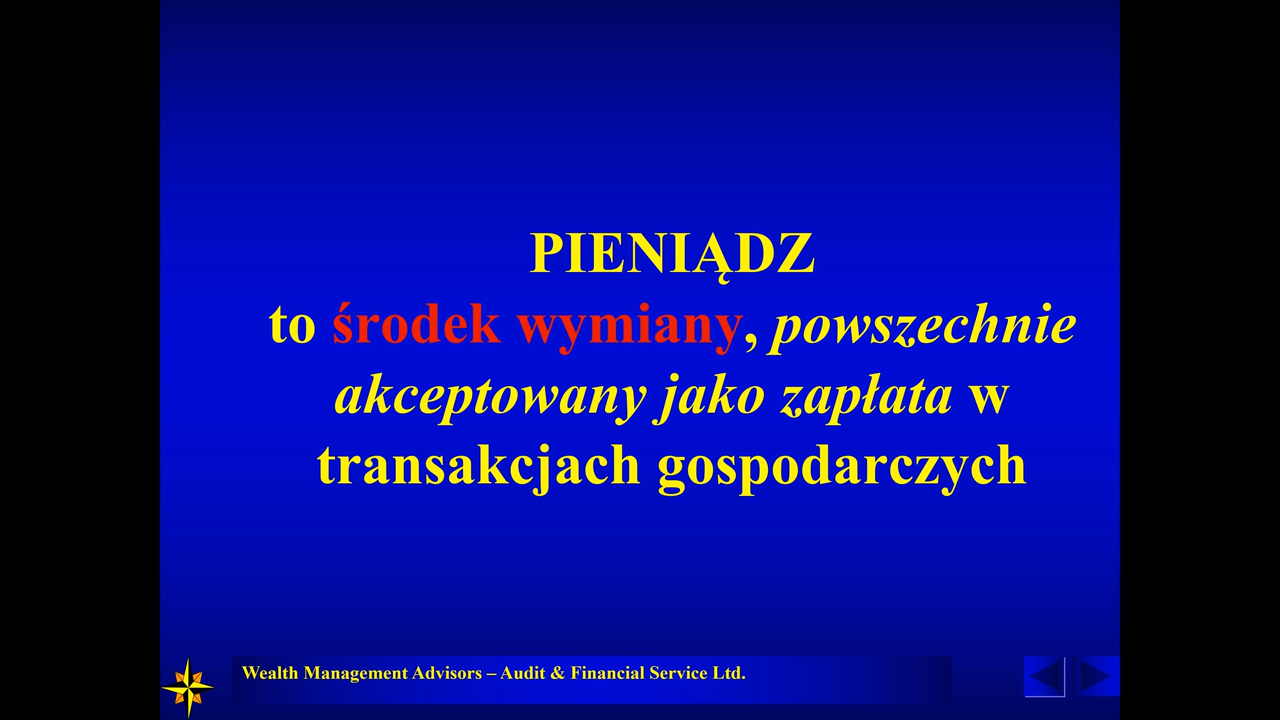 PIENIĄDZ
to środek wymiany, powszechnie
akceptowany jako zapłata w
transakcjach gospodarczych
Wealth Management Advisors – Audit & Financial Service Ltd.